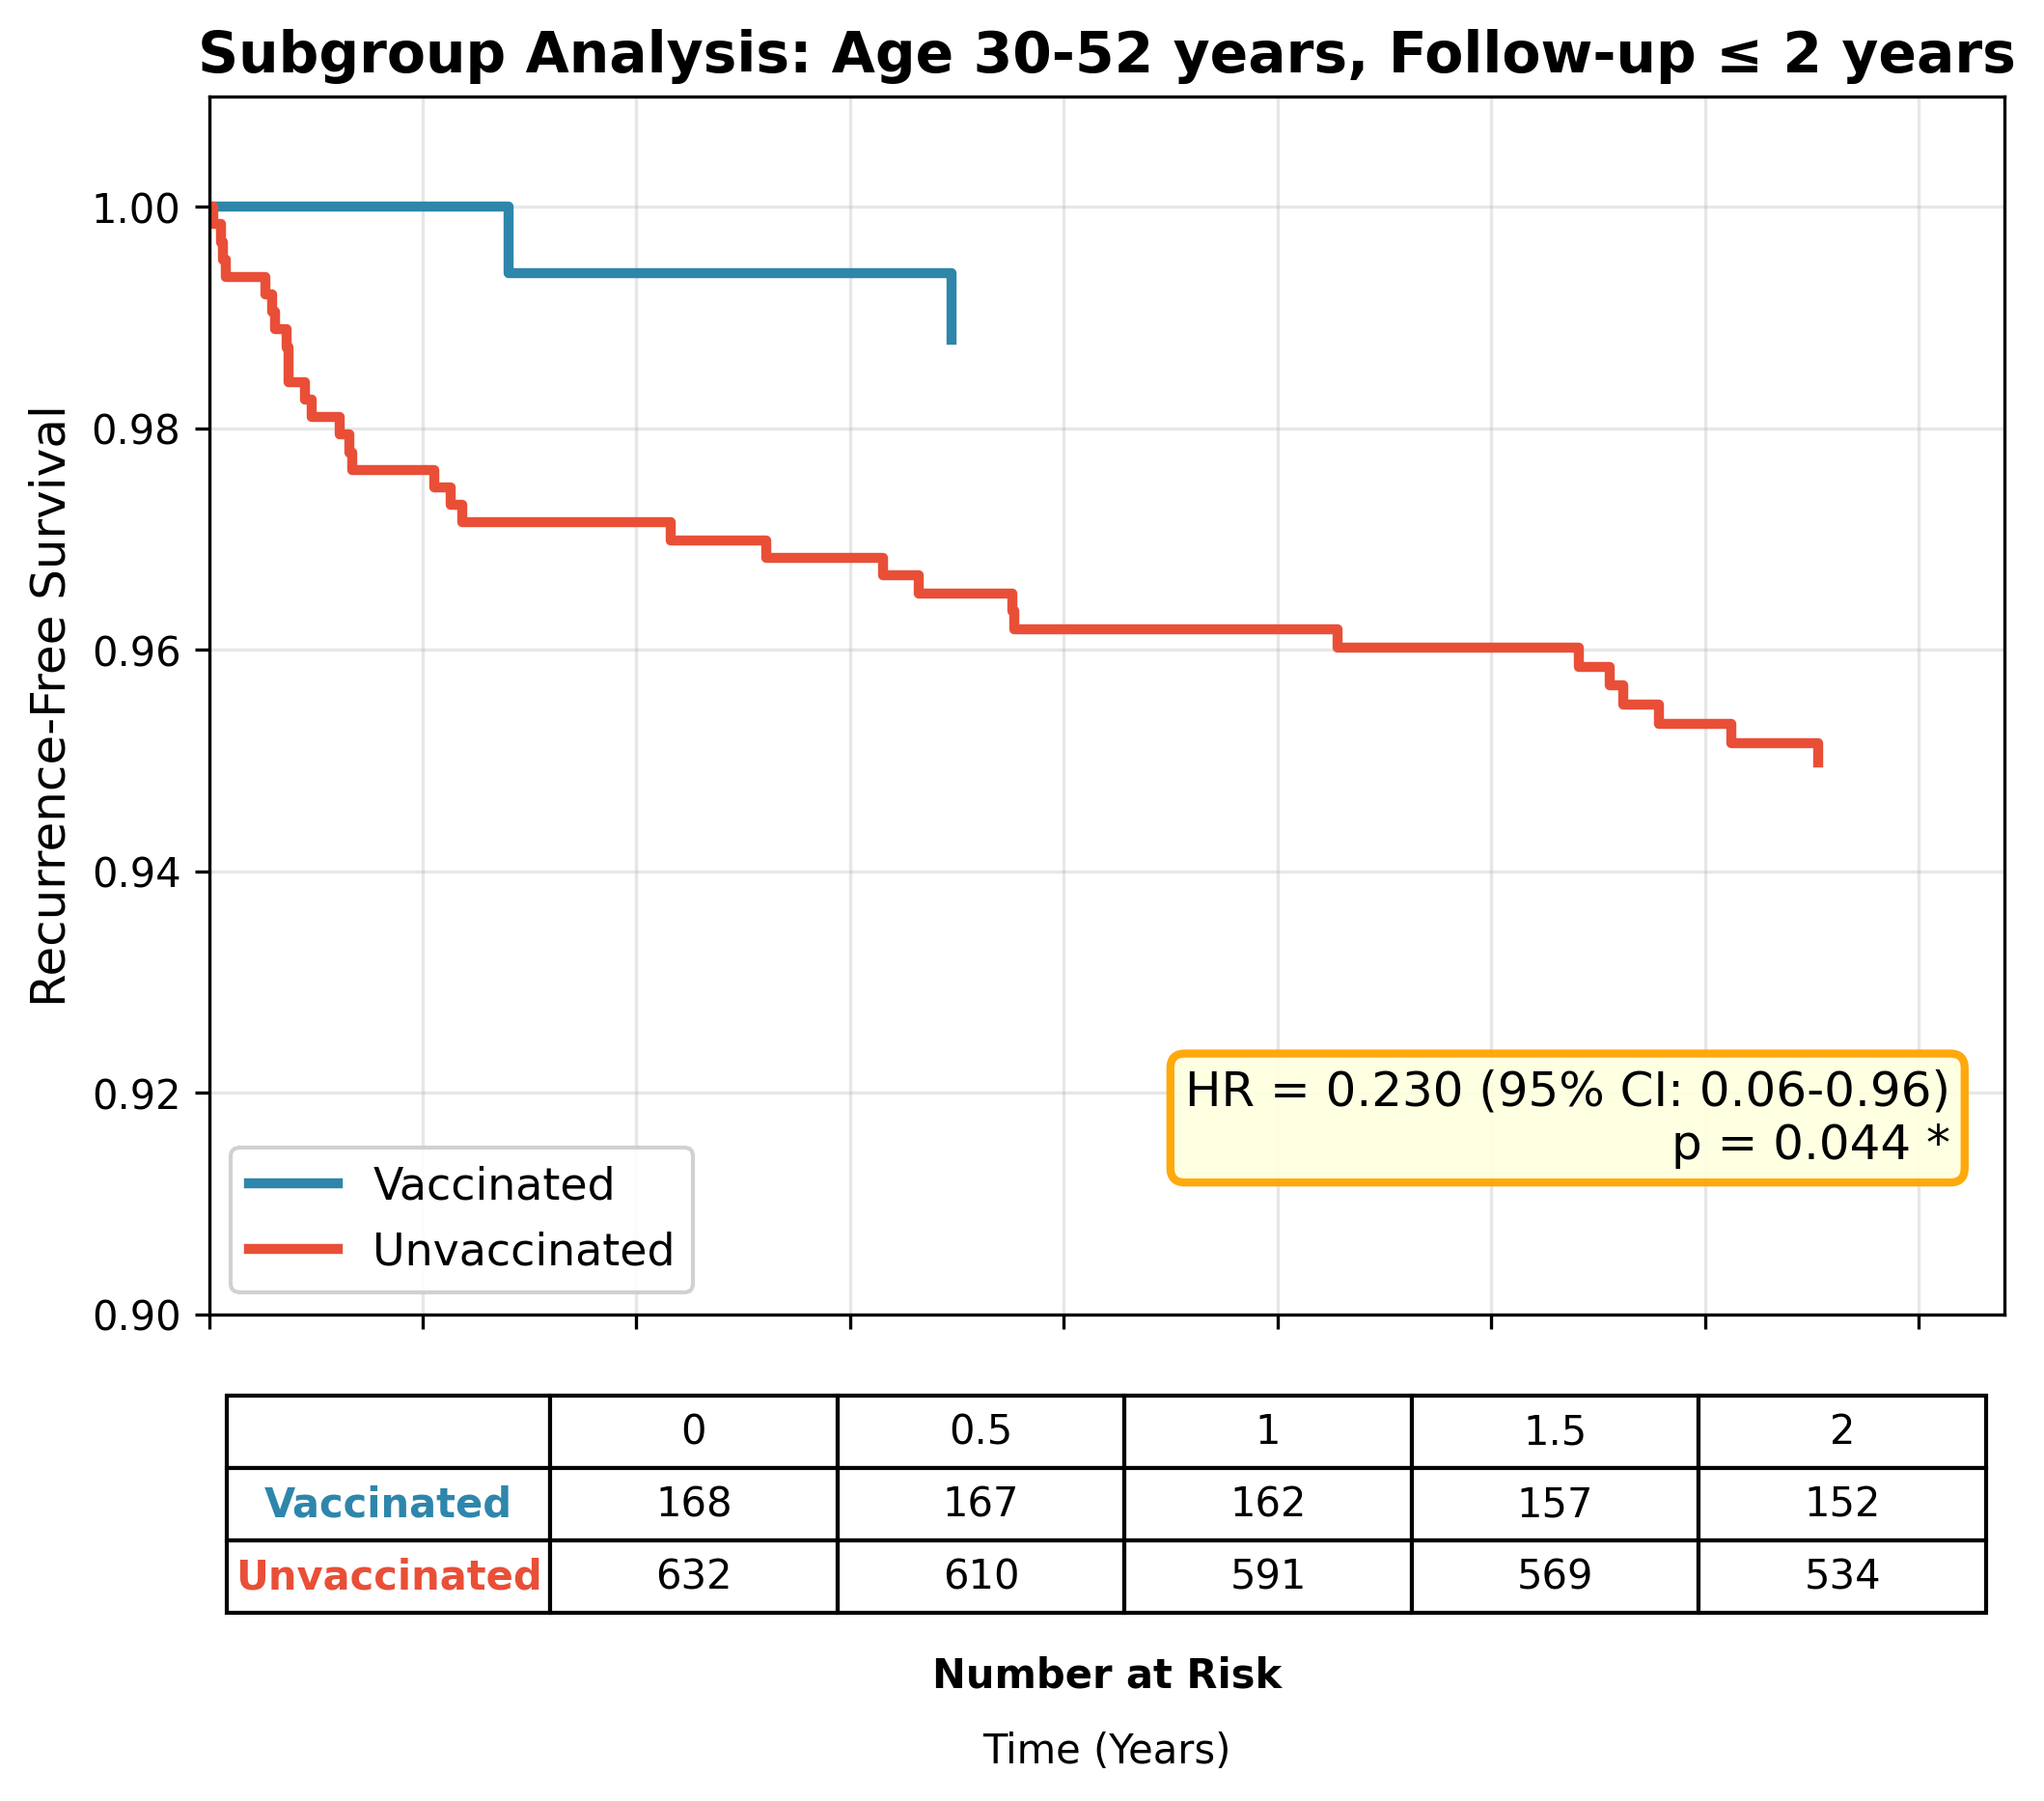 Subgroup Analysis: Age 30-52 years, Follow-up ≤ 2 years
Recurrence-Free Survival
1.00
0.98
0.96
0.94
0.92
0.90
HR = 0.230 (95% CI: 0.06-0.96)
p = 0.044 *
Vaccinated
Unvaccinated
0 0.5 1 1.5 2
Vaccinated 168 167 162 157 152
Unvaccinated 632 610 591 569 534
Number at Risk
Time (Years)